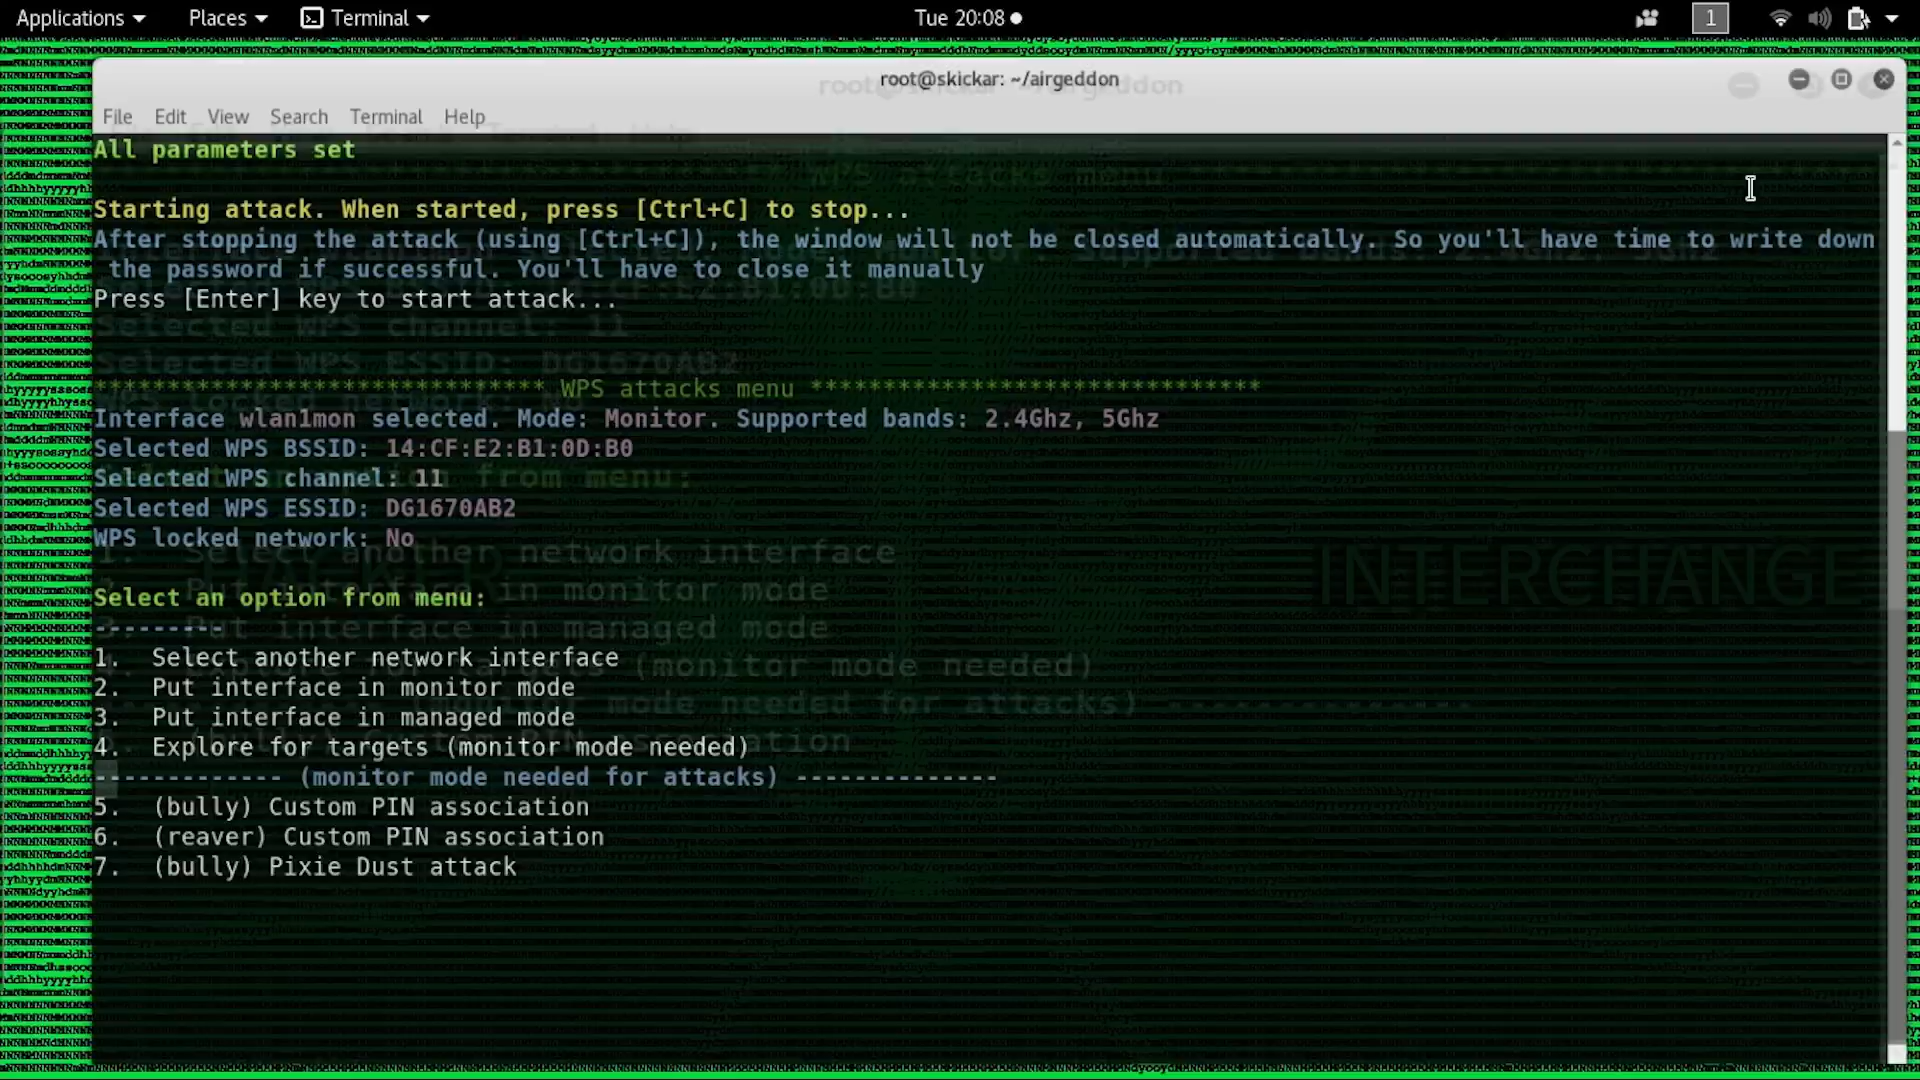 Applications Places Terminal Tue 20:08 1
root@skickar: ~/airgeddon
File Edit View Search Terminal Help
All parameters set
Starting attack. When started, press [Ctrl+C] to stop...
After stopping the attack (using [Ctrl+C]), the window will not be closed automatically. So you'll have time to write down
the password if successful. You'll have to close it manually
Press [Enter] key to start attack...
******************************* WPS attacks menu *******************************
Interface wlan1mon selected. Mode: Monitor. Supported bands: 2.4Ghz, 5Ghz
Selected WPS BSSID: 14:CF:E2:B1:0D:B0
Selected WPS channel: 11
Selected WPS ESSID: DG1670AB2
WPS locked network: No
INTERCHANGE
Select an option from menu:
---------
1. Select another network interface
2. Put interface in monitor mode
3. Put interface in managed mode
4. Explore for targets (monitor mode needed)
------------- (monitor mode needed for attacks) --------------
5. (bully) Custom PIN association
6. (reaver) Custom PIN association
7. (bully) Pixie Dust attack